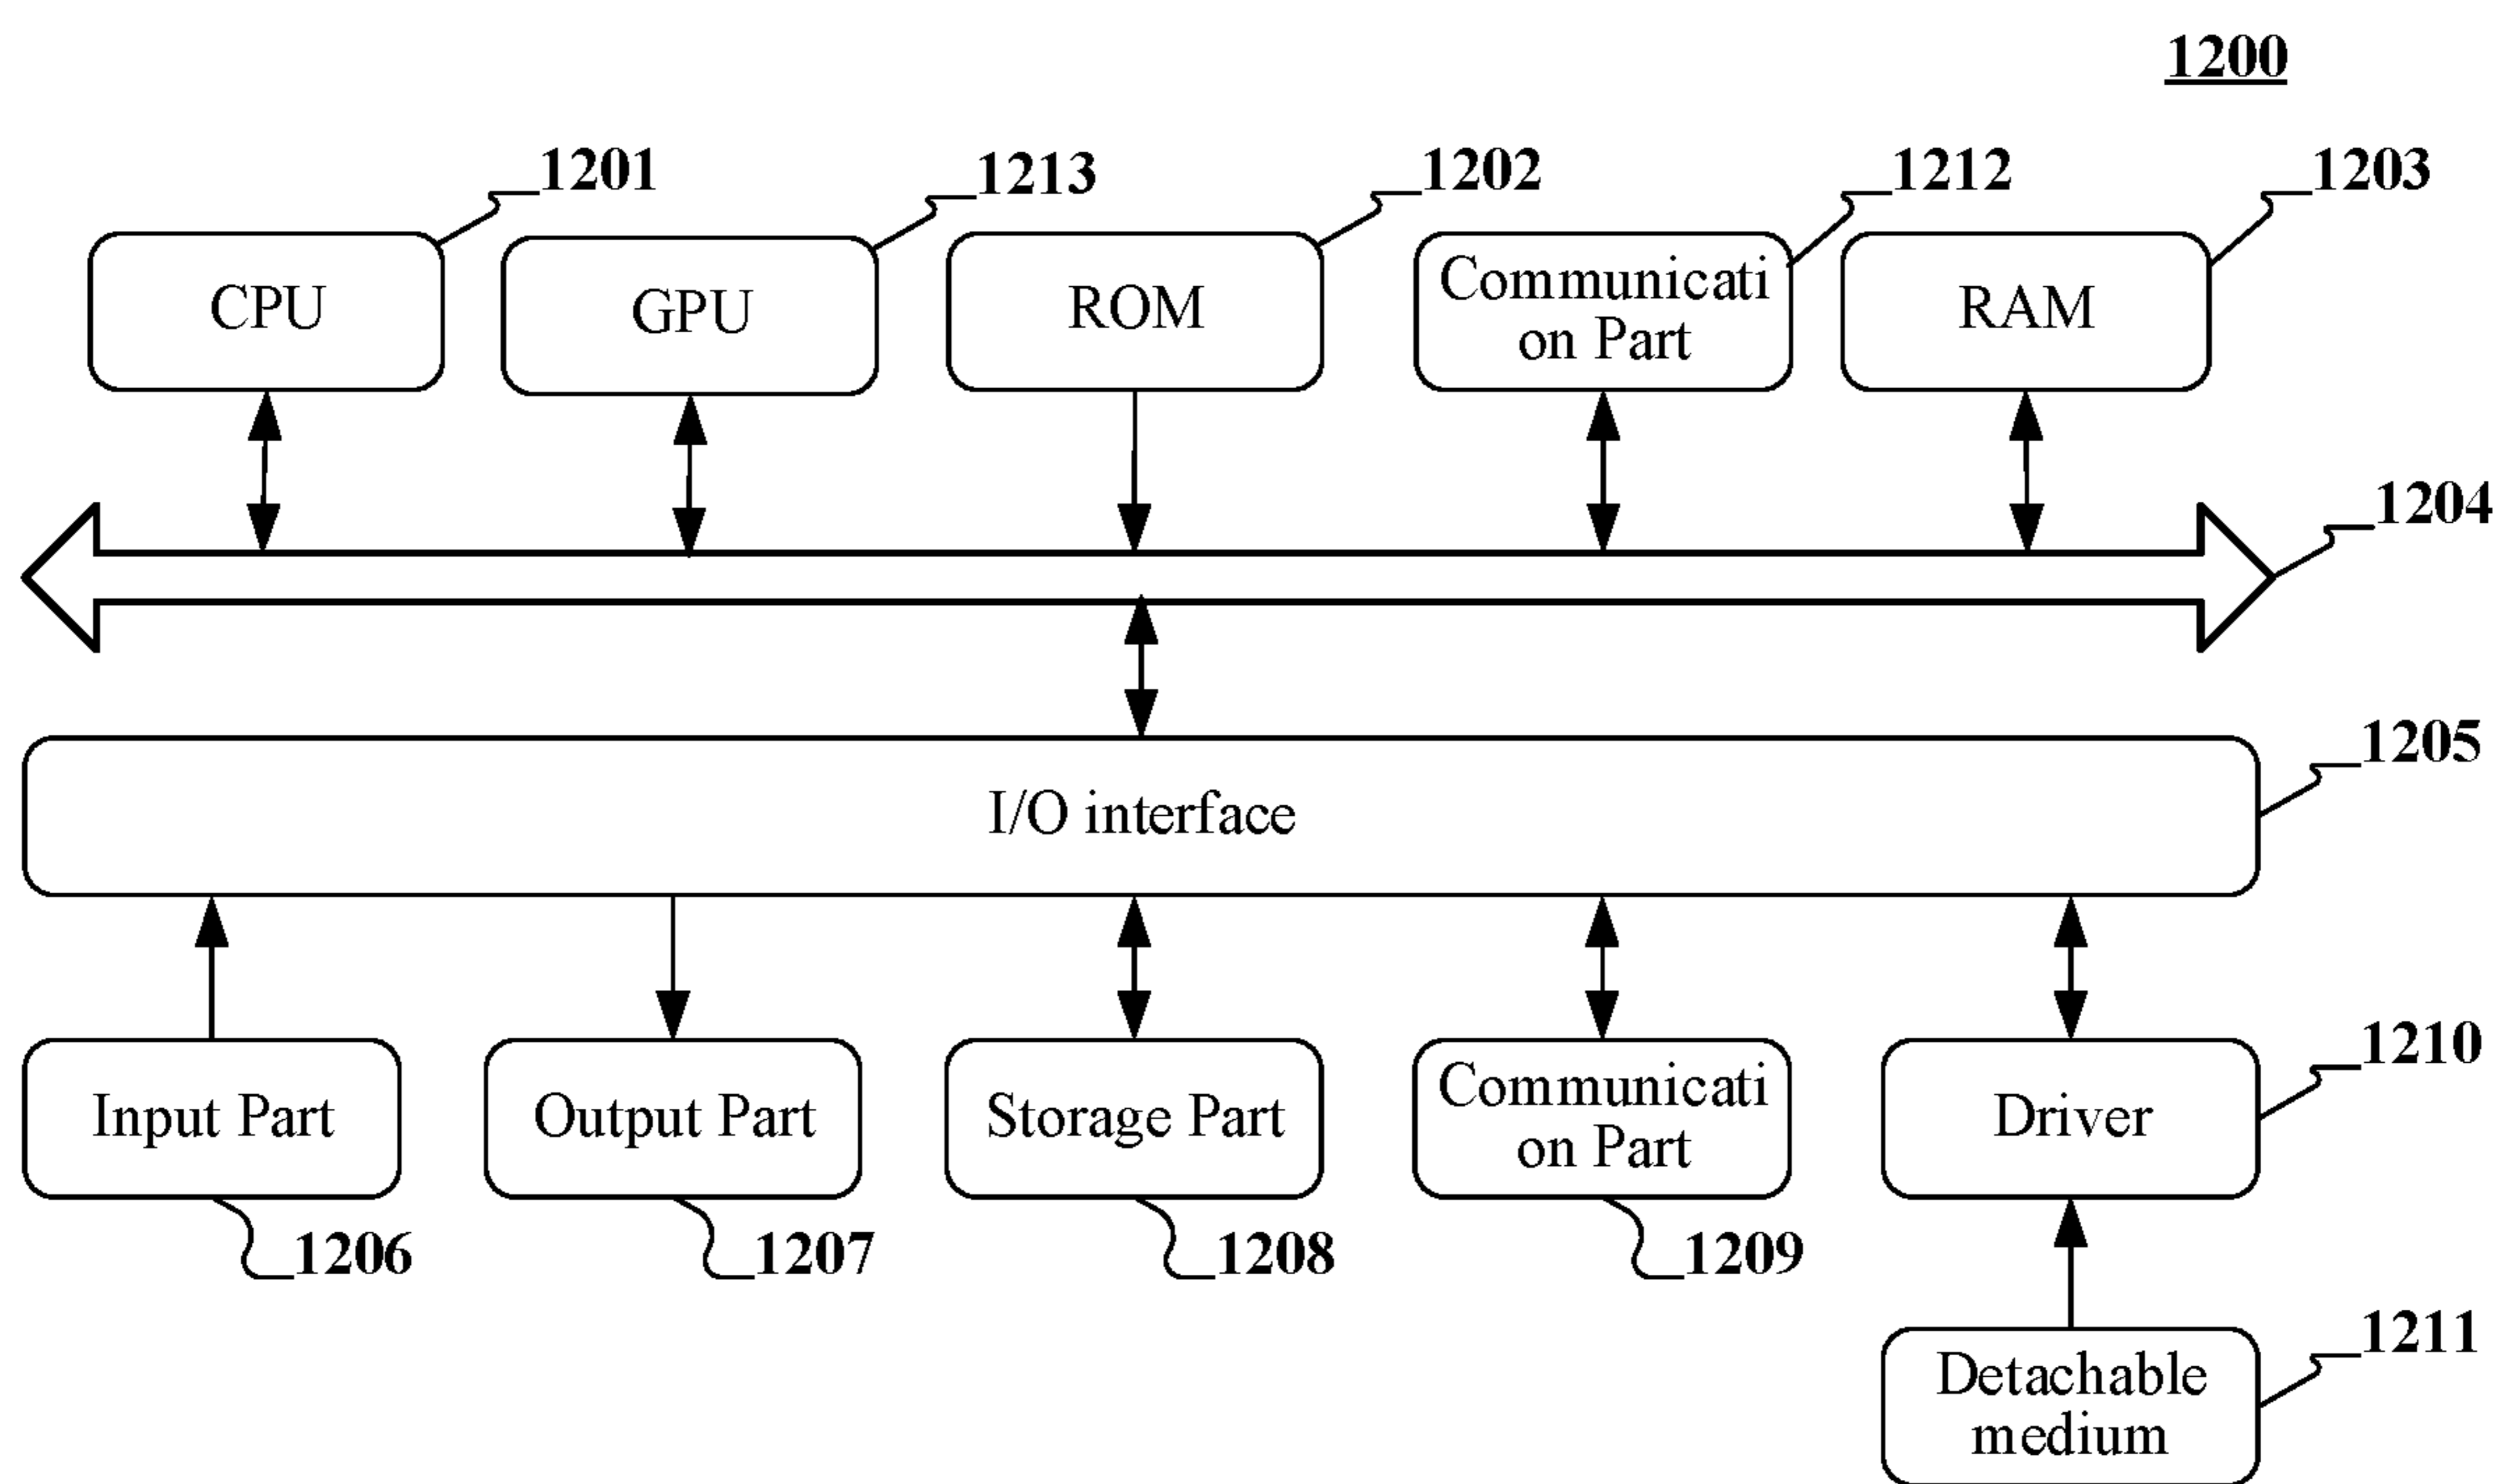 1200
1201
1213
1202
1212
1203
CPU
GPU
ROM
Communicati
on Part
RAM
1204
1205
I/O interface
1210
Input Part
Output Part
Storage Part
Communicati
on Part
Driver
1206
1207
1208
1209
1211
Detachable
medium